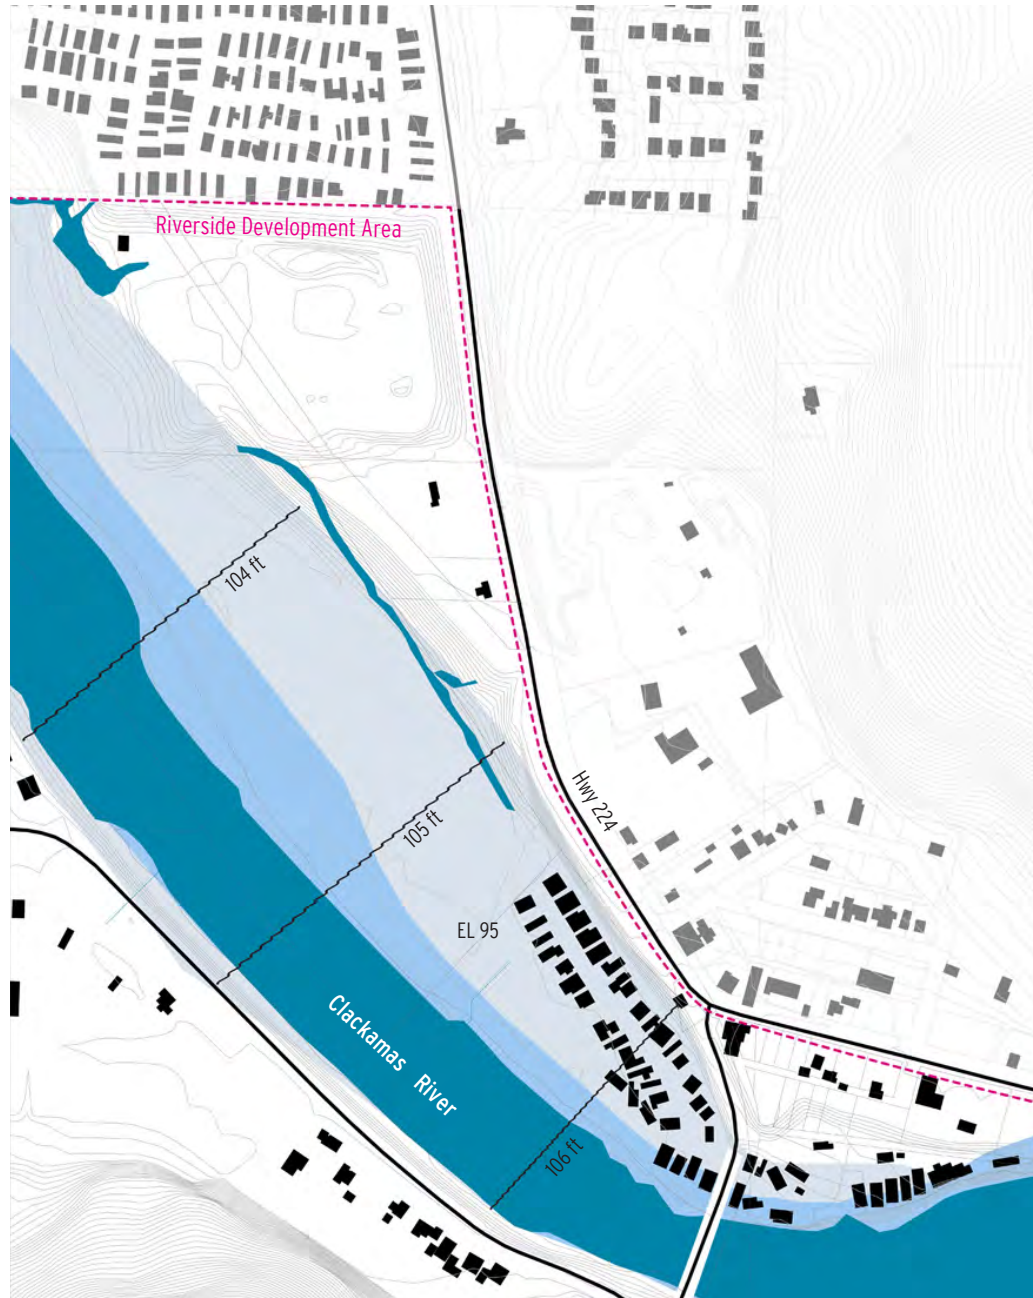 Riverside Development Area
104 ft
Hwy 224
105 ft
EL 95
Clackamas River
106 ft